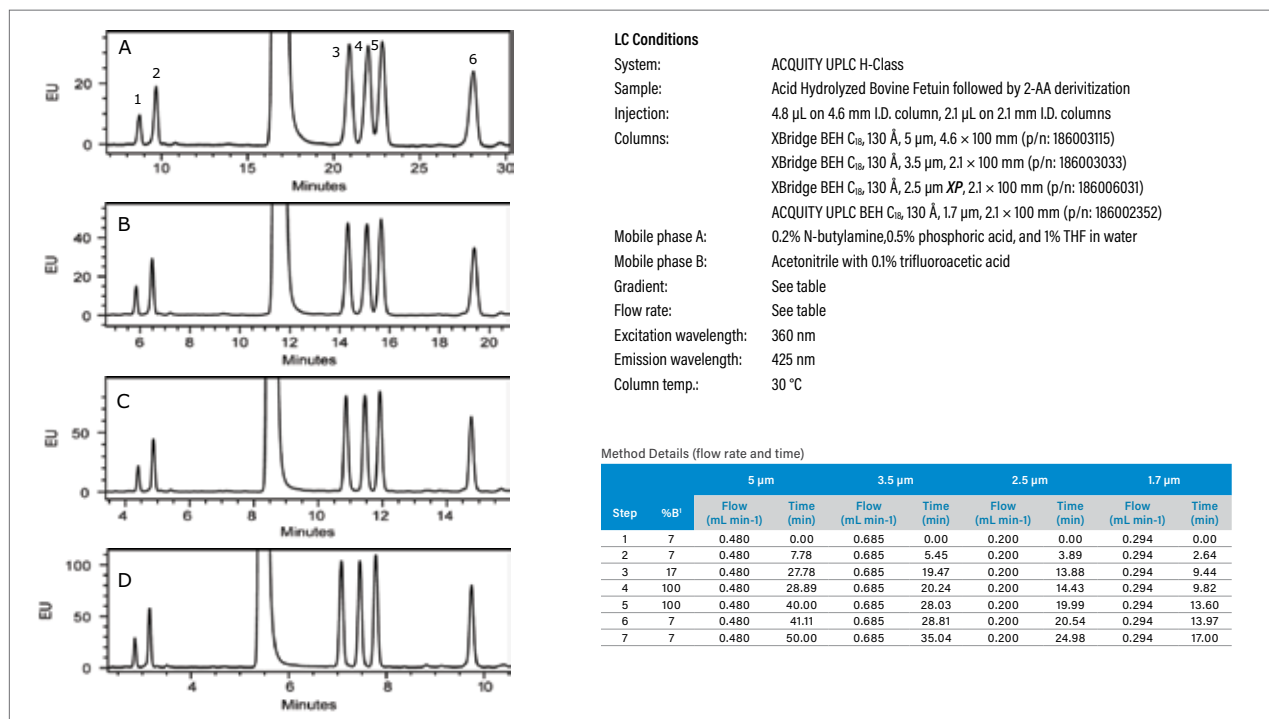 A
1
2
3
4
5
6
EU
20
0
10
15
20
25
30
Minutes
B
EU
40
20
0
6
8
10
12
14
16
18
20
Minutes
C
EU
50
0
4
6
8
10
12
14
Minutes
D
EU
100
50
0
4
6
8
10
Minutes
LC Conditions
System: ACQUITY UPLC H-Class
Sample: Acid Hydrolyzed Bovine Fetuin followed by 2-AA derivitization
Injection: 4.8 µL on 4.6 mm I.D. column, 2.1 µL on 2.1 mm I.D. columns
Columns: XBridge BEH C₁₈, 130 Å, 5 µm, 4.6 × 100 mm (p/n: 186003115)
XBridge BEH C₁₈, 130 Å, 3.5 µm, 2.1 × 100 mm (p/n: 186003033)
XBridge BEH C₁₈, 130 Å, 2.5 µm XP, 2.1 × 100 mm (p/n: 186006031)
ACQUITY UPLC BEH C₁₈, 130 Å, 1.7 µm, 2.1 × 100 mm (p/n: 186002352)
Mobile phase A: 0.2% N-butylamine,0.5% phosphoric acid, and 1% THF in water
Mobile phase B: Acetonitrile with 0.1% trifluoroacetic acid
Gradient: See table
Flow rate: See table
Excitation wavelength: 360 nm
Emission wavelength: 425 nm
Column temp.: 30 °C
Method Details (flow rate and time)
5 µm 3.5 µm 2.5 µm 1.7 µm
Step %B¹ Flow (mL min-1) Time (min) Flow (mL min-1) Time (min) Flow (mL min-1) Time (min) Flow (mL min-1) Time (min)
1 7 0.480 0.00 0.685 0.00 0.200 0.00 0.294 0.00
2 7 0.480 7.78 0.685 5.45 0.200 3.89 0.294 2.64
3 17 0.480 27.78 0.685 19.47 0.200 13.88 0.294 9.44
4 100 0.480 28.89 0.685 20.24 0.200 14.43 0.294 9.82
5 100 0.480 40.00 0.685 28.03 0.200 19.99 0.294 13.60
6 7 0.480 41.11 0.685 28.81 0.200 20.54 0.294 13.97
7 7 0.480 50.00 0.685 35.04 0.200 24.98 0.294 17.00